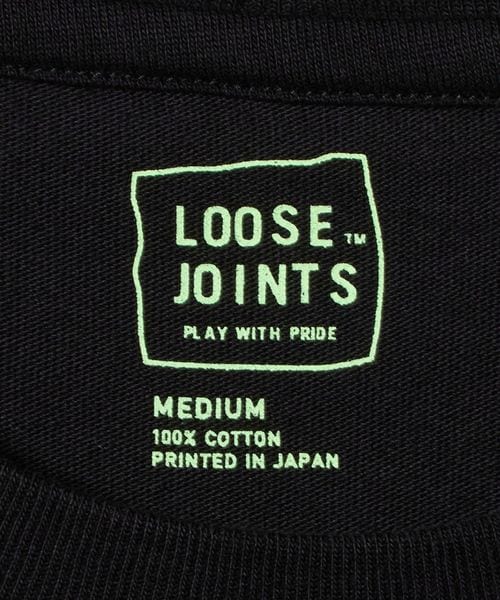 LOOSE™
JOINTS
PLAY WITH PRIDE
MEDIUM
100% COTTON
PRINTED IN JAPAN